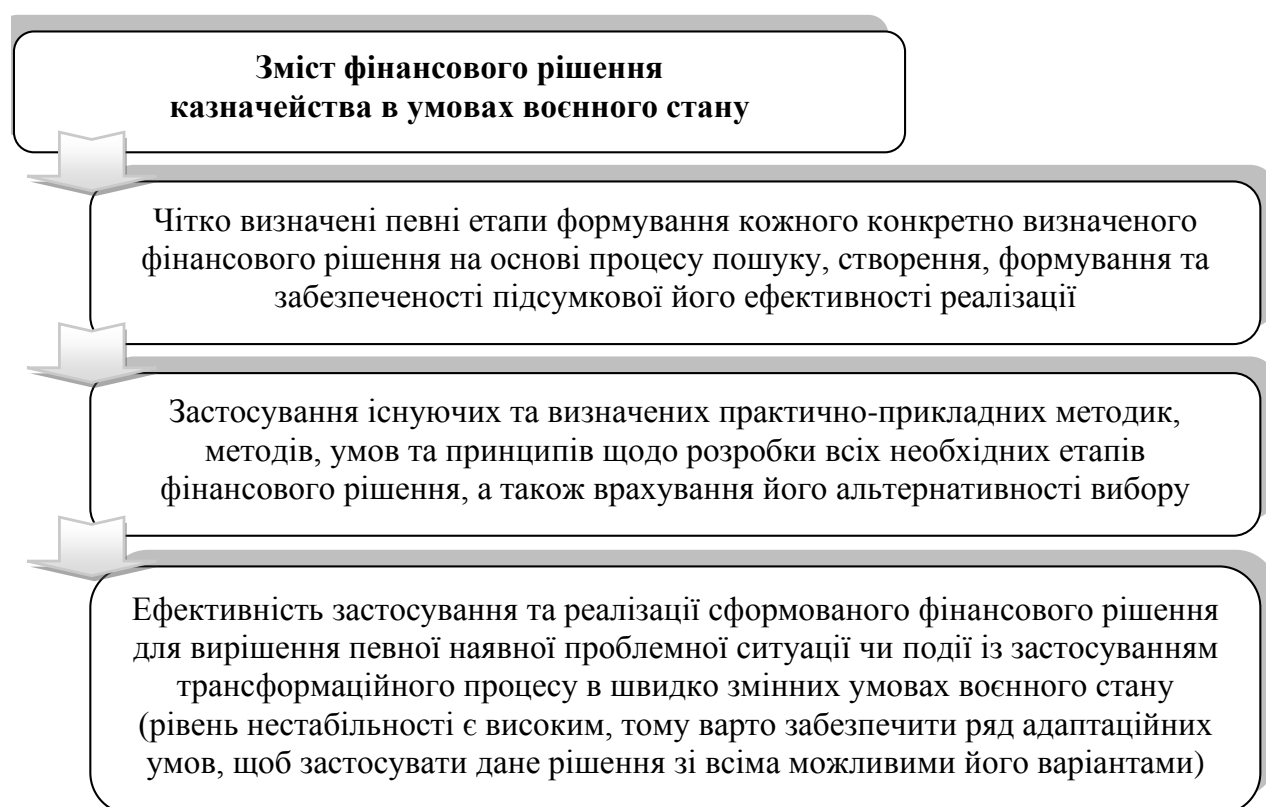 Зміст фінансового рішення
казначейства в умовах воєнного стану
Чітко визначені певні етапи формування кожного конкретно визначеного
фінансового рішення на основі процесу пошуку, створення, формування та
забезпеченості підсумкової його ефективності реалізації
Застосування існуючих та визначених практично-прикладних методик,
методів, умов та принципів щодо розробки всіх необхідних етапів
фінансового рішення, а також врахування його альтернативності вибору
Ефективність застосування та реалізації сформованого фінансового рішення
для вирішення певної наявної проблемної ситуації чи події із застосуванням
трансформаційного процесу в швидко змінних умовах воєнного стану
(рівень нестабільності є високим, тому варто забезпечити ряд адаптаційних
умов, щоб застосувати дане рішення зі всіма можливими його варіантами)